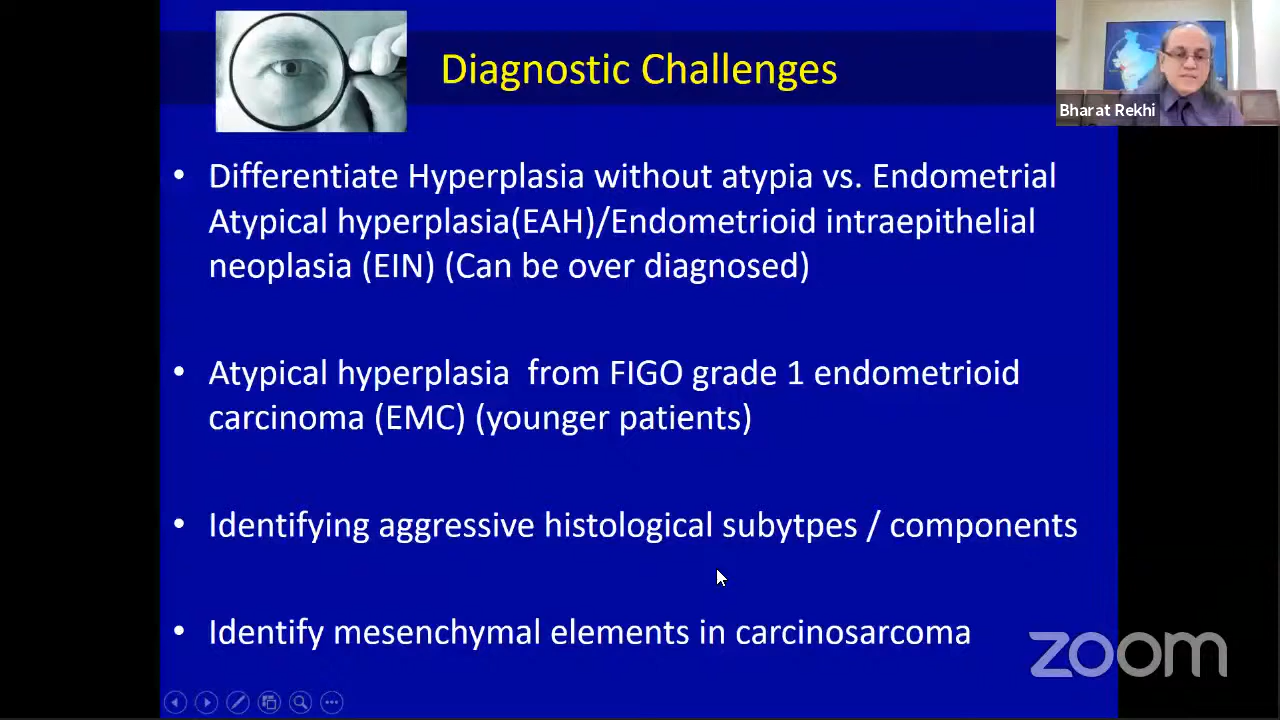 Diagnostic Challenges
Bharat Rekhi
• Differentiate Hyperplasia without atypia vs. Endometrial
Atypical hyperplasia(EAH)/Endometrioid intraepithelial
neoplasia (EIN) (Can be over diagnosed)
• Atypical hyperplasia  from FIGO grade 1 endometrioid
carcinoma (EMC) (younger patients)
• Identifying aggressive histological subytpes / components
• Identify mesenchymal elements in carcinosarcoma
zoom